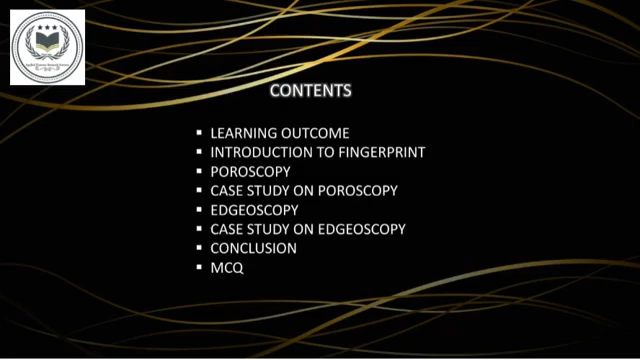 CONTENTS
LEARNING OUTCOME
INTRODUCTION TO FINGERPRINT
POROSCOPY
CASE STUDY ON POROSCOPY
EDGEOSCOPY
CASE STUDY ON EDGEOSCOPY
CONCLUSION
MCQ